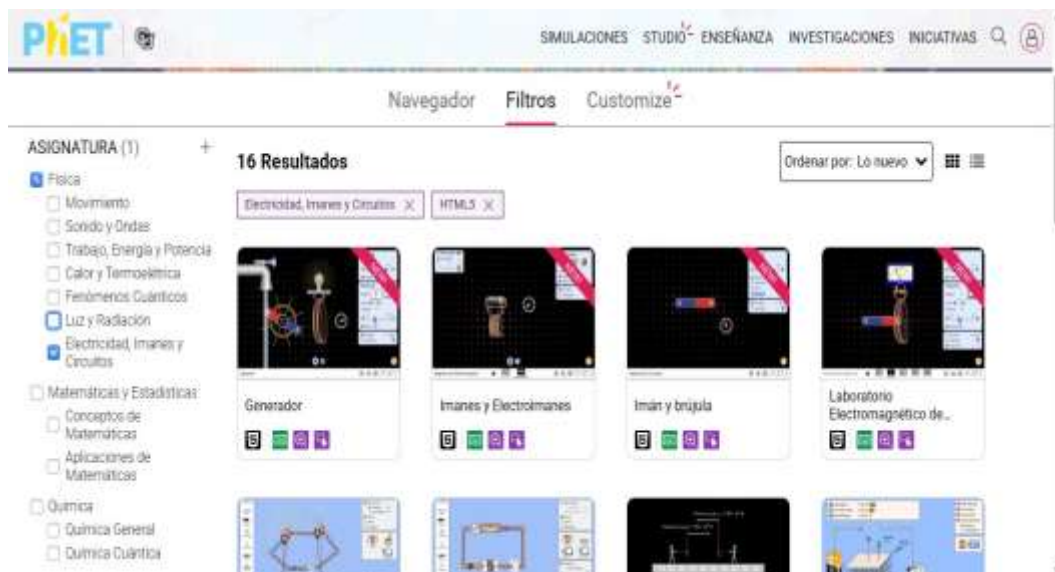 PhET
SIMULACIONES STUDIO ENSEÑANZA INVESTIGACIONES INICIATIVAS
Navegador Filtros Customize
ASIGNATURA (1) +
Física
Movimiento
Sonido y Ondas
Trabajo, Energía y Potencia
Calor y Termoelétrica
Fenómenos Cuánticos
Luz y Radiación
Electricidad, Imanes y
Circuitos
Matemáticas y Estadísticas
Conceptos de
Matemáticas
Aplicaciones de
Matemáticas
Química
Química General
Química Cuántica
16 Resultados
Ordenar por: Lo nuevo
Electricidad, Imanes y Circuitos X
HTML5 X
Generador
Imanes y Electroimanes
Imán y brújula
Laboratorio
Electromagnético de...